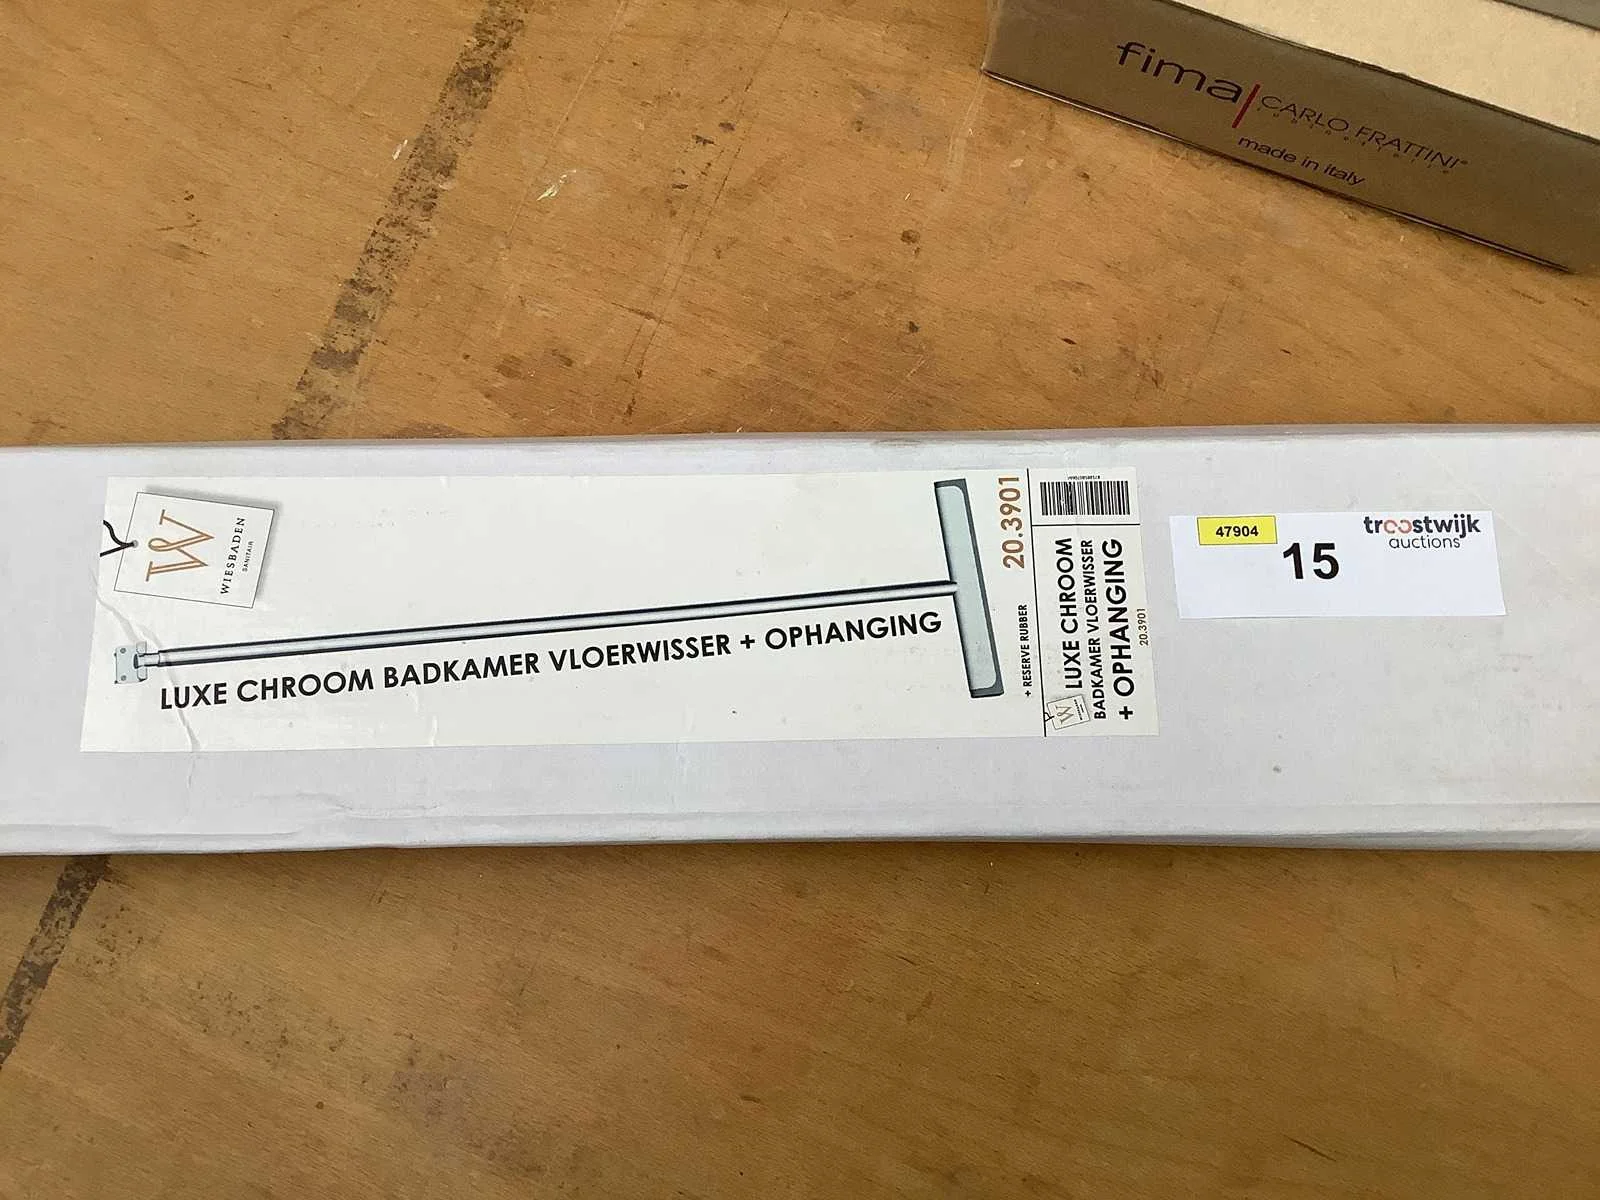 fima
CARLO FRATTINI®
rubinetterie
made in italy
W
WIESBADEN
SANITAIR
LUXE CHROOM BADKAMER VLOERWISSER + OPHANGING
20.3901
+ RESERVE RUBBER
LUXE CHROOM
BADKAMER VLOERWISSER
+ OPHANGING
20.3901
W
47904
15
troostwijk
auctions